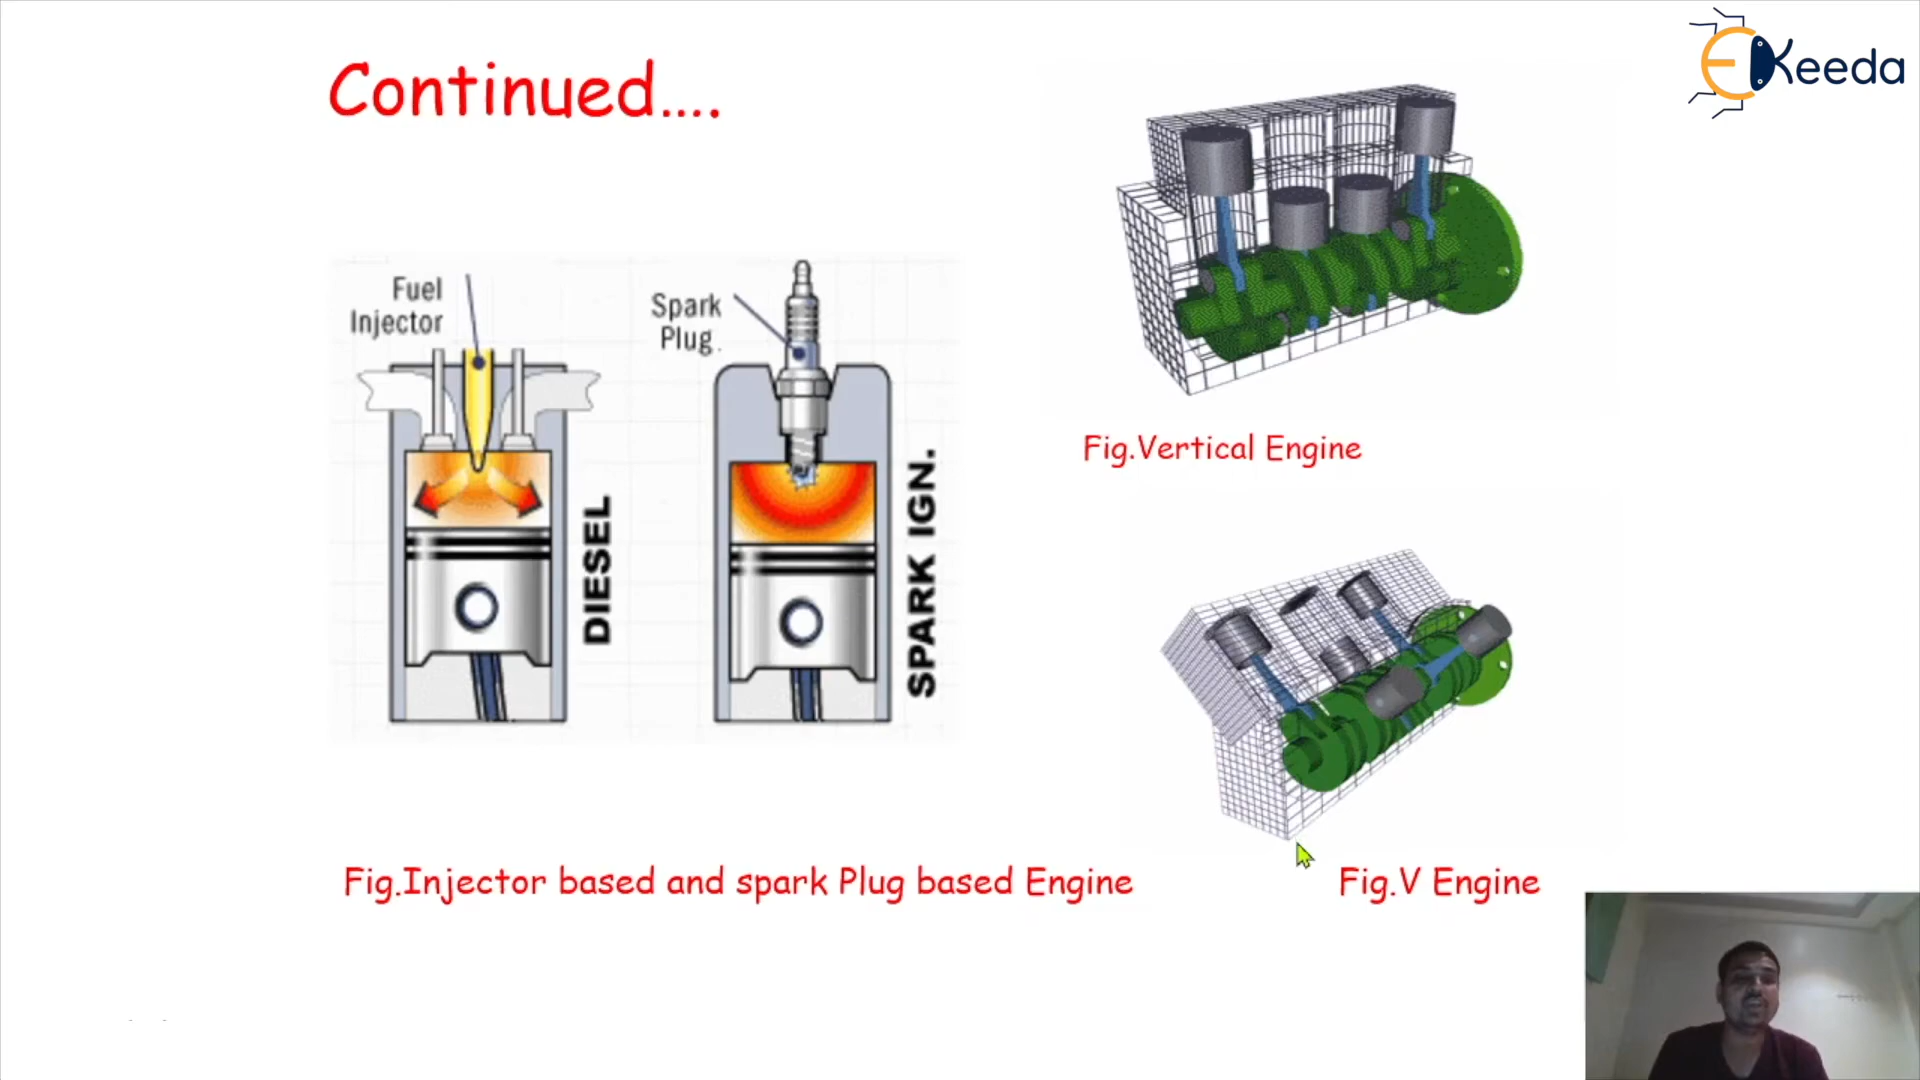 Continued....
EKeeda
Fuel
Injector
Spark
Plug.
DIESEL
SPARK IGN.
Fig.Vertical Engine
Fig.Injector based and spark Plug based Engine
Fig.V Engine